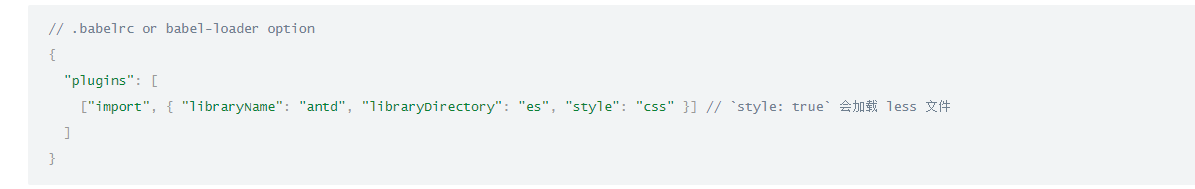 // .babelrc or babel-loader option
{
  "plugins": [
    ["import", { "libraryName": "antd", "libraryDirectory": "es", "style": "css" }] // `style: true` 会加载 less 文件
  ]
}